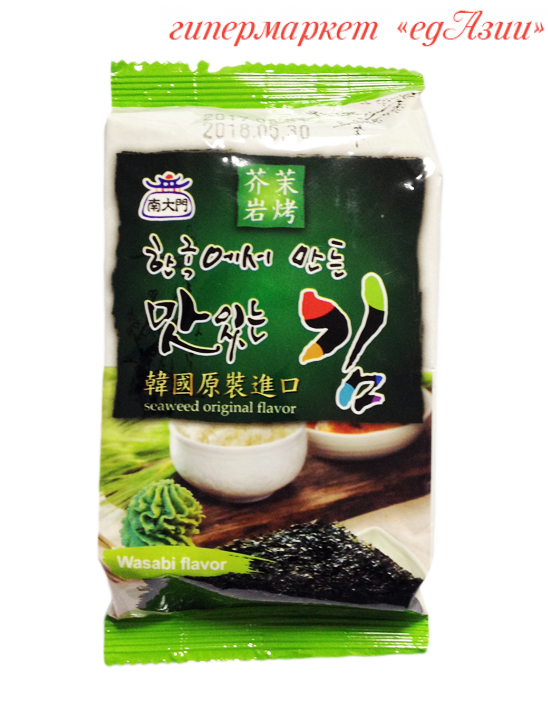 гипермаркет «едАзии»
2018.05.30
南大門
芥茉
岩烤
한국에서 만든
맛있는 김
韓國原裝進口
seaweed original flavor
Wasabi flavor